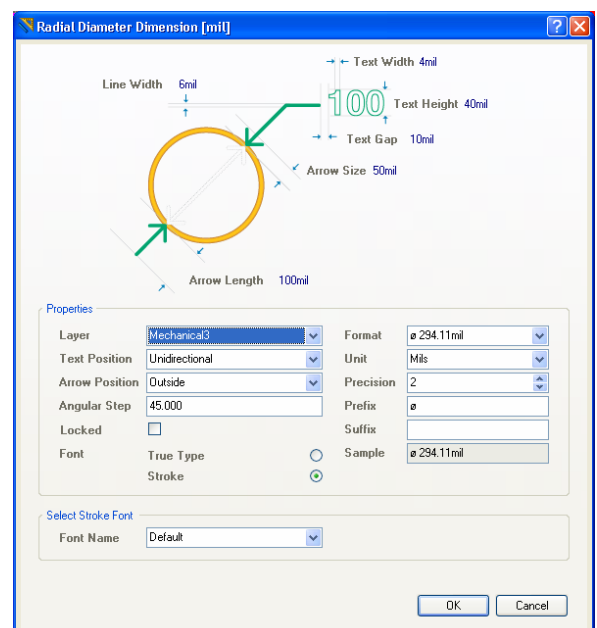 Radial Diameter Dimension [mil]
Text Width 4mil
Line Width 6mil
100
Text Height 40mil
Text Gap 10mil
Arrow Size 50mil
Arrow Length 100mil
Properties
Layer Mechanical3 Format ø 294.11mil
Text Position Unidirectional Unit Mils
Arrow Position Outside Precision 2
Angular Step 45.000 Prefix ø
Locked Suffix
Font True Type Sample ø 294.11mil
Stroke
Select Stroke Font
Font Name Default
OK Cancel